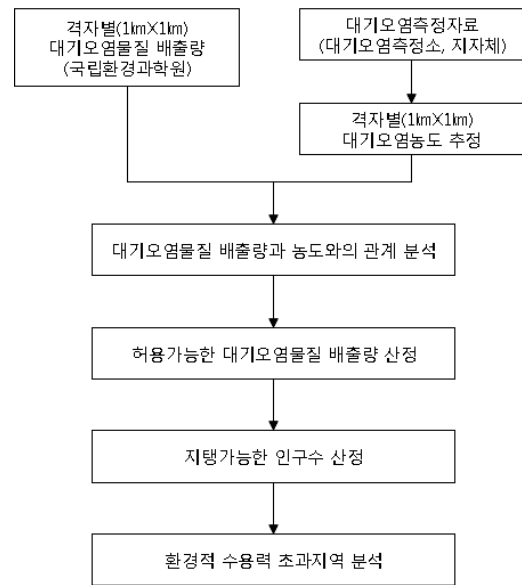 격자별(1㎞X1㎞)
대기오염물질 배출량
(국립환경과학원)
대기오염측정자료
(대기오염측정소, 지자체)
격자별(1㎞X1㎞)
대기오염농도 추정
대기오염물질 배출량과 농도와의 관계 분석
허용가능한 대기오염물질 배출량 산정
지탱가능한 인구수 산정
환경적 수용력 초과지역 분석